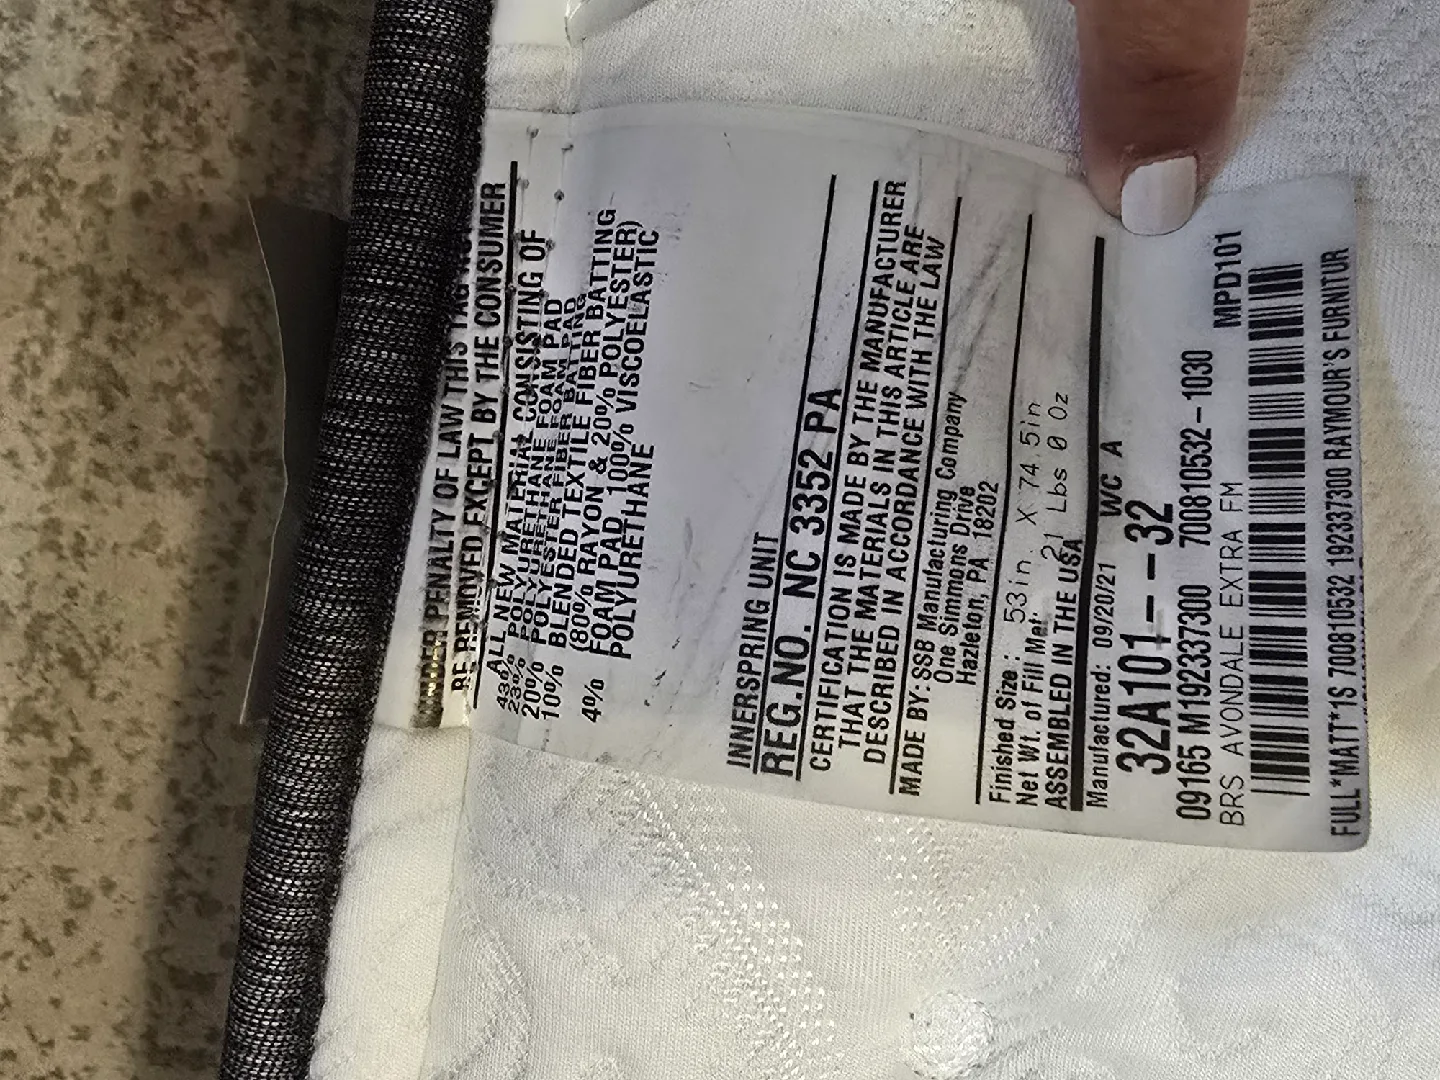 UNDER PENALTY OF LAW THIS TAG
BE REMOVED EXCEPT BY THE CONSUMER
ALL NEW MATERIAL CONSISTING OF
43% POLYURETHANE FOAM PAD
23% POLYURETHANE FOAM PAD
20% POLYESTER FIBER BATTING
10% BLENDED TEXTILE FIBER BATTING
(80% RAYON & 20% POLYESTER)
4% FOAM PAD 100% VISCOELASTIC
POLYURETHANE
INNERSPRING UNIT
REG.NO. NC 3352 PA
CERTIFICATION IS MADE BY THE MANUFACTURER
THAT THE MATERIALS IN THIS ARTICLE ARE
DESCRIBED IN ACCORDANCE WITH THE LAW
MADE BY: SSB Manufacturing Company
One Simmons Drive
Hazleton, PA 18202
Finished Size: 53in X 74.5in
Net Wt. of Fill Mat: 21 Lbs 0 Oz
ASSEMBLED IN THE USA
Manufactured: 09/20/21 WC A
32A101-- -32
09165 M192337300 700810532-1030 MPD101
BRS AVONDALE EXTRA FM
FULL*MATT*1S 700810532 192337300 RAYMOUR'S FURNITUR